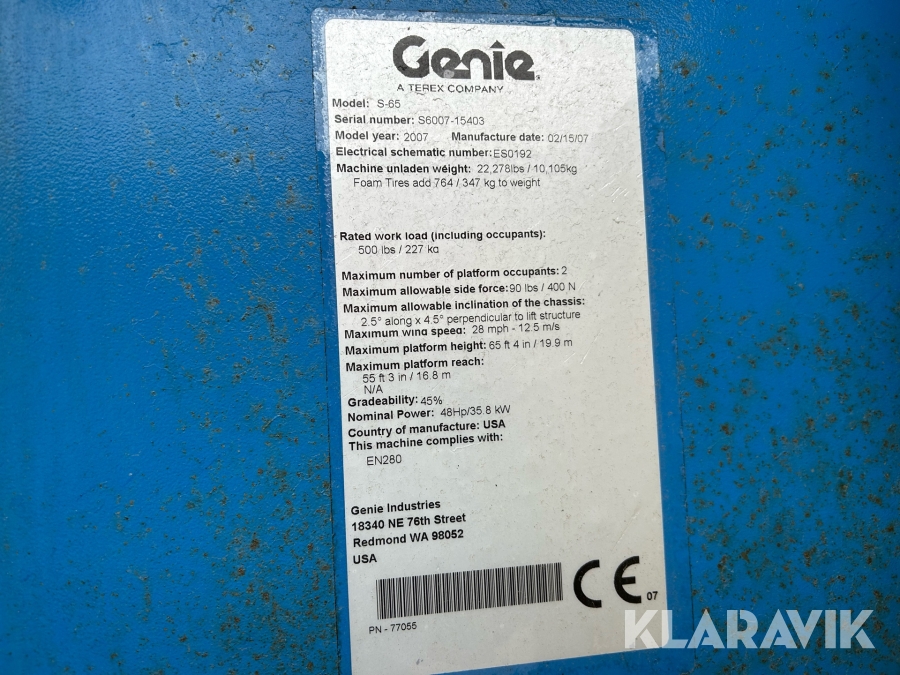 Genie
A TEREX COMPANY
Model: S-65
Serial number: S6007-15403
Model year: 2007 Manufacture date: 02/15/07
Electrical schematic number: ES0192
Machine unladen weight: 22,278lbs / 10,105kg
Foam Tires add 764 / 347 kg to weight
Rated work load (including occupants):
500 lbs / 227 kg
Maximum number of platform occupants: 2
Maximum allowable side force: 90 lbs / 400 N
Maximum allowable inclination of the chassis:
2.5° along x 4.5° perpendicular to lift structure
Maximum wind speed: 28 mph - 12.5 m/s
Maximum platform height: 65 ft 4 in / 19.9 m
Maximum platform reach:
55 ft 3 in / 16.8 m
N/A
Gradeability: 45%
Nominal Power: 48Hp/35.8 kW
Country of manufacture: USA
This machine complies with:
EN280
Genie Industries
18340 NE 76th Street
Redmond WA 98052
USA
CE 07
PN - 77055
KLARAVIK